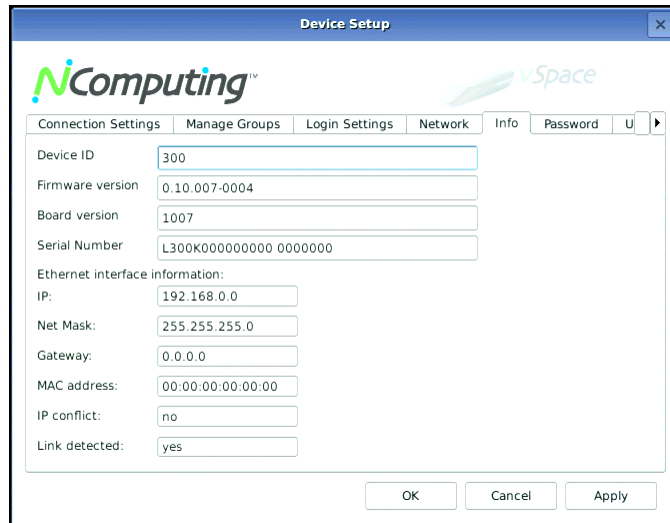 Device Setup
NComputing™
vSpace
Connection Settings Manage Groups Login Settings Network Info Password U
Device ID 300
Firmware version 0.10.007-0004
Board version 1007
Serial Number L300K000000000 0000000
Ethernet interface information:
IP: 192.168.0.0
Net Mask: 255.255.255.0
Gateway: 0.0.0.0
MAC address: 00:00:00:00:00:00
IP conflict: no
Link detected: yes
OK Cancel Apply